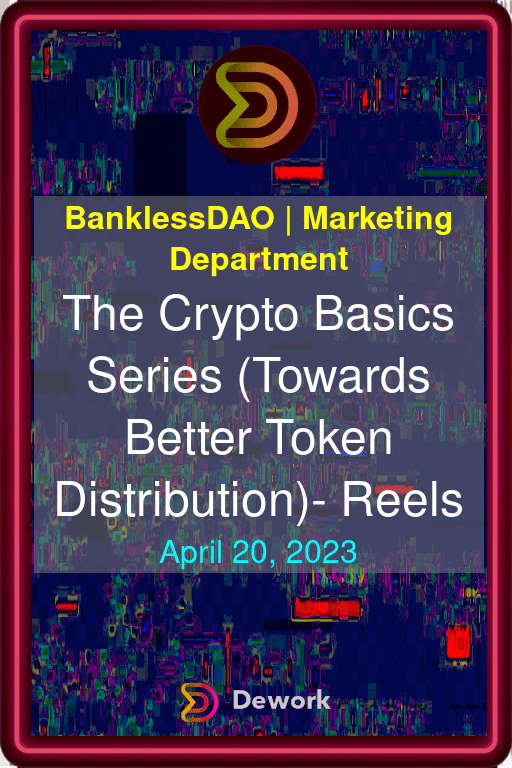 BanklessDAO | Marketing
Department
The Crypto Basics
Series (Towards
Better Token
Distribution)- Reels
April 20, 2023
Dework